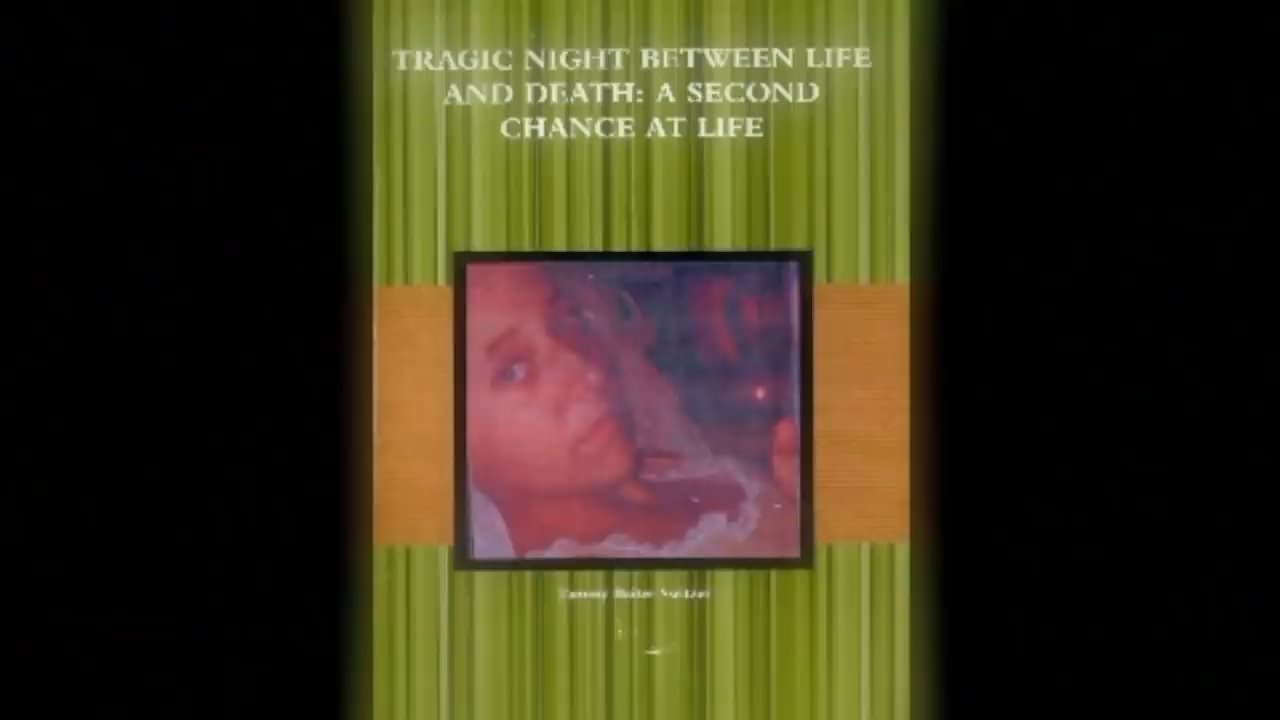 TRAGIC NIGHT BETWEEN LIFE
AND DEATH: A SECOND
CHANCE AT LIFE